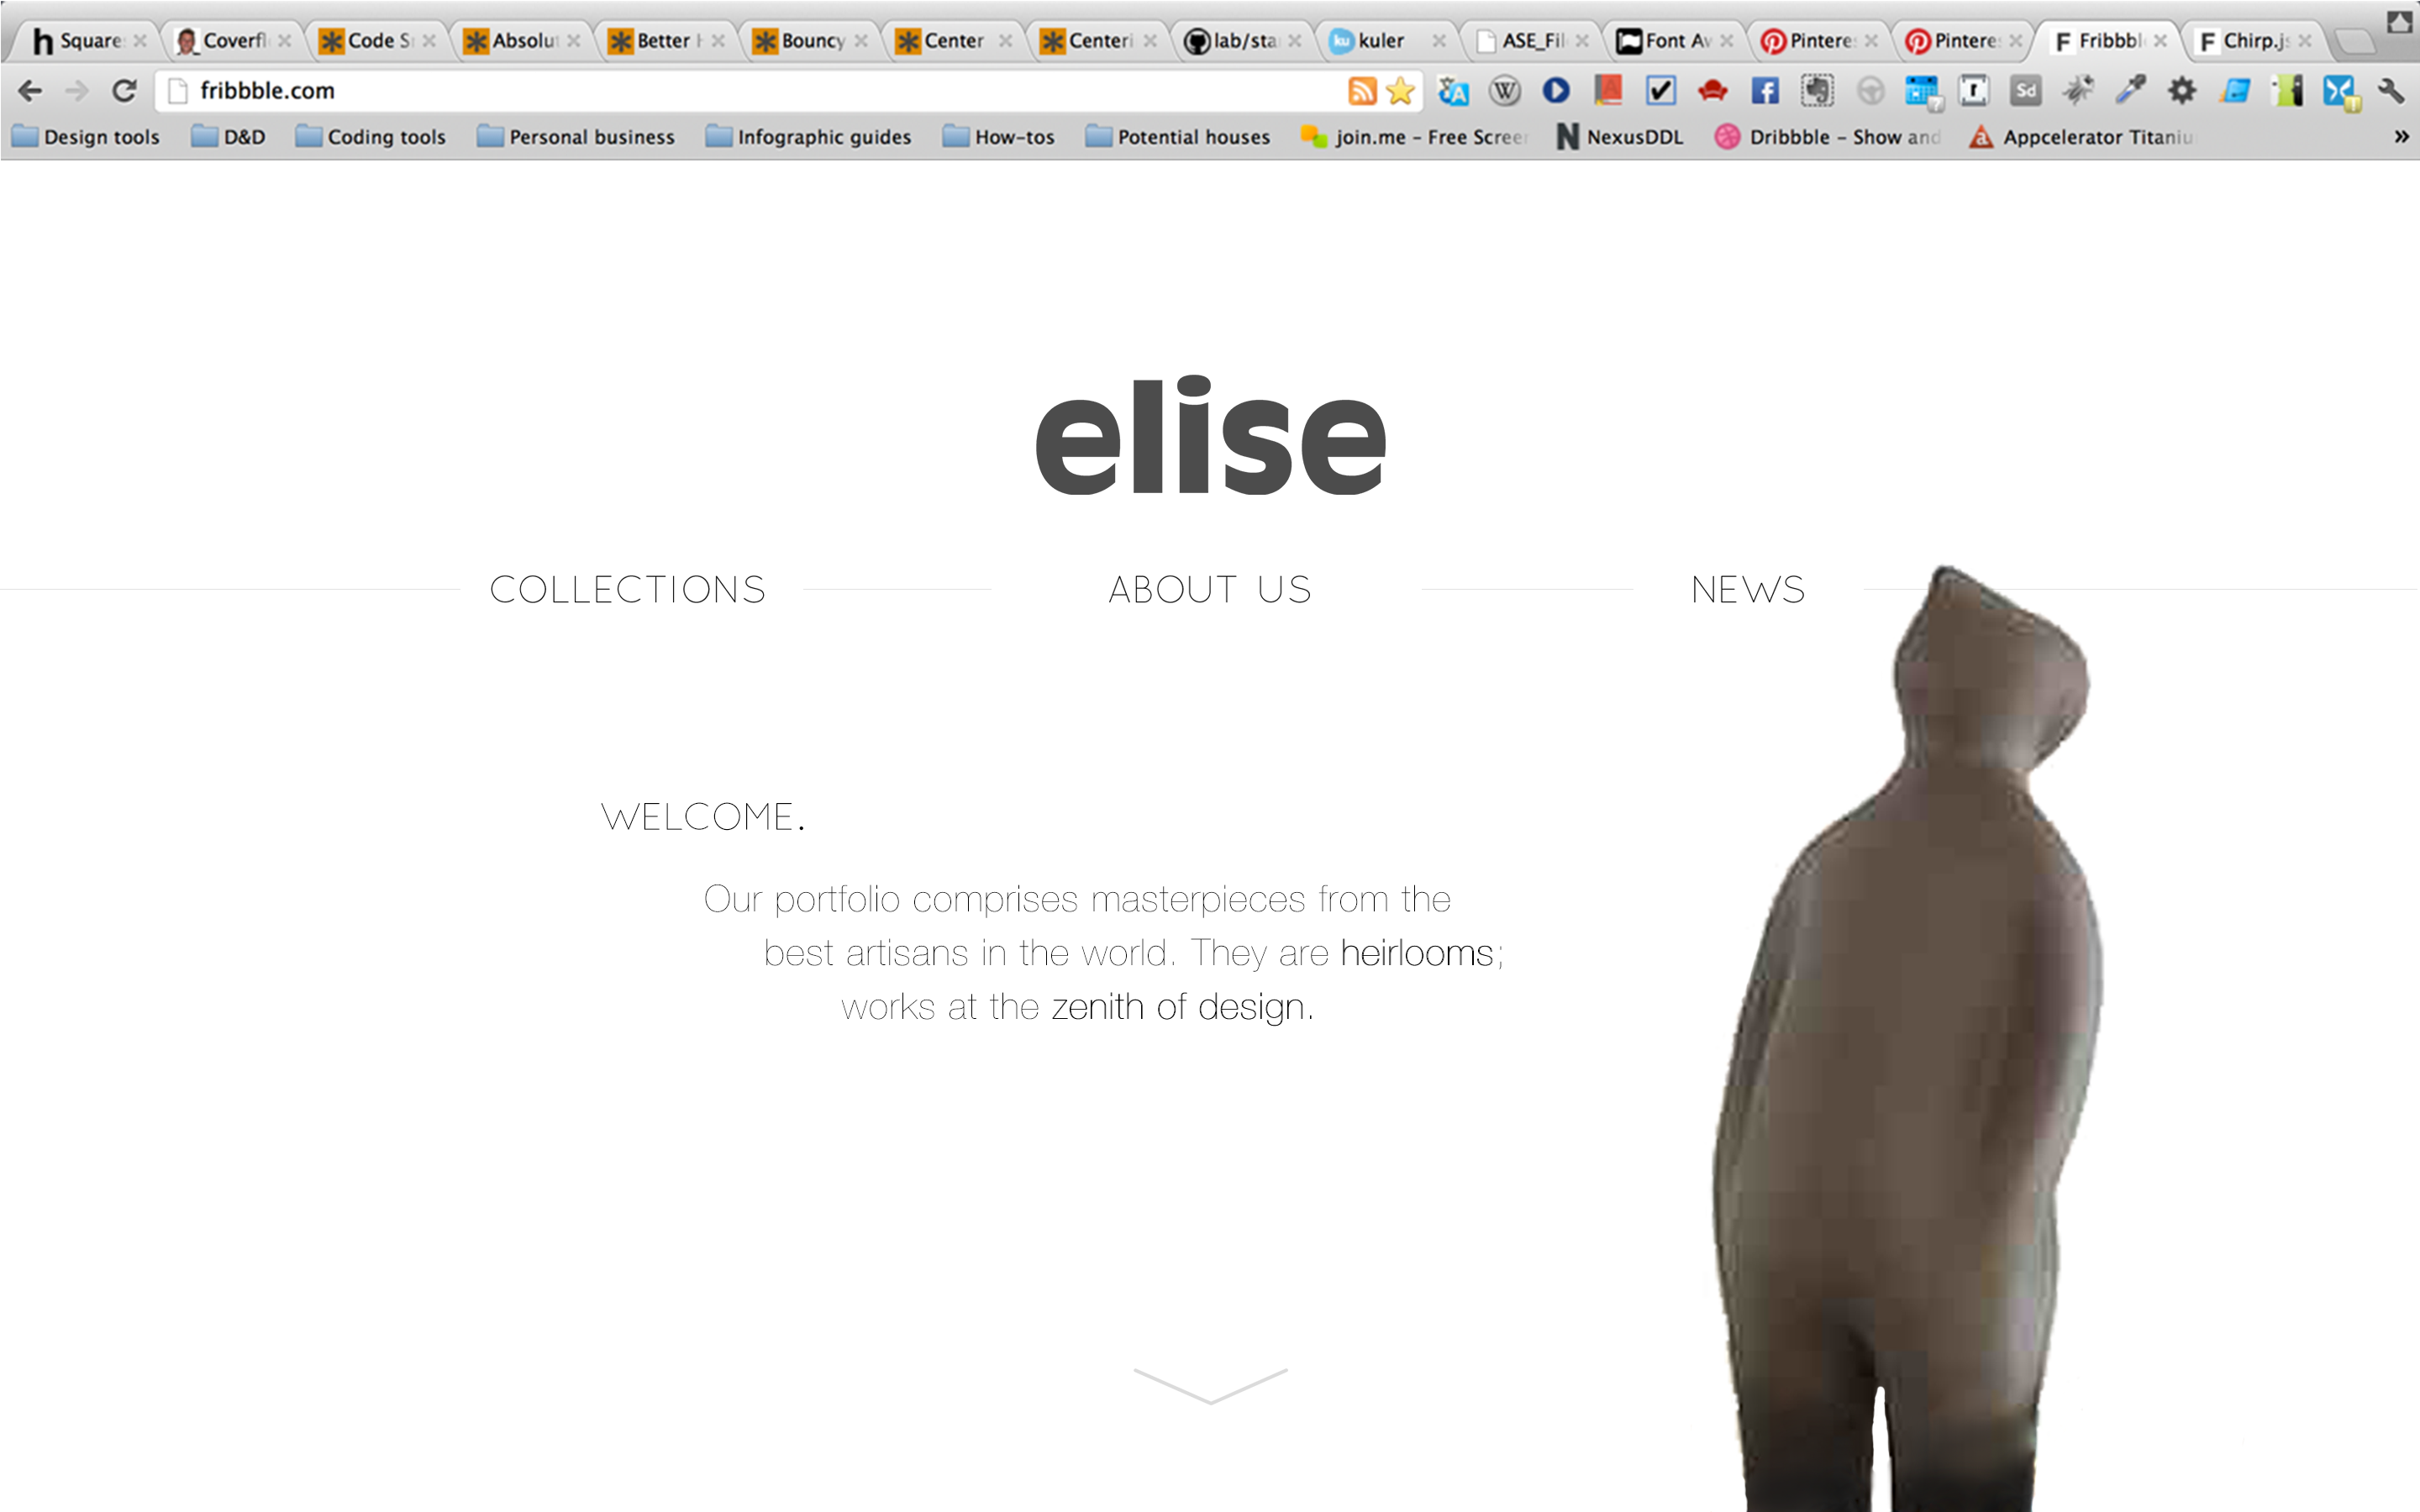 h Square
Coverfl
Code S
Absolut
Better H
Bouncy
Center
Centeri
lab/sta
ku kuler
ASE_Fil
Font Av
Pintere
Pintere
F Fribbbl
F Chirp.js
fribbble.com
Design tools
D&D
Coding tools
Personal business
Infographic guides
How-tos
Potential houses
join.me – Free Screen
N NexusDDL
Dribbble – Show and
Appcelerator Titaniu
»
elise
COLLECTIONS
ABOUT US
NEWS
WELCOME.
Our portfolio comprises masterpieces from the
best artisans in the world. They are heirlooms;
works at the zenith of design.